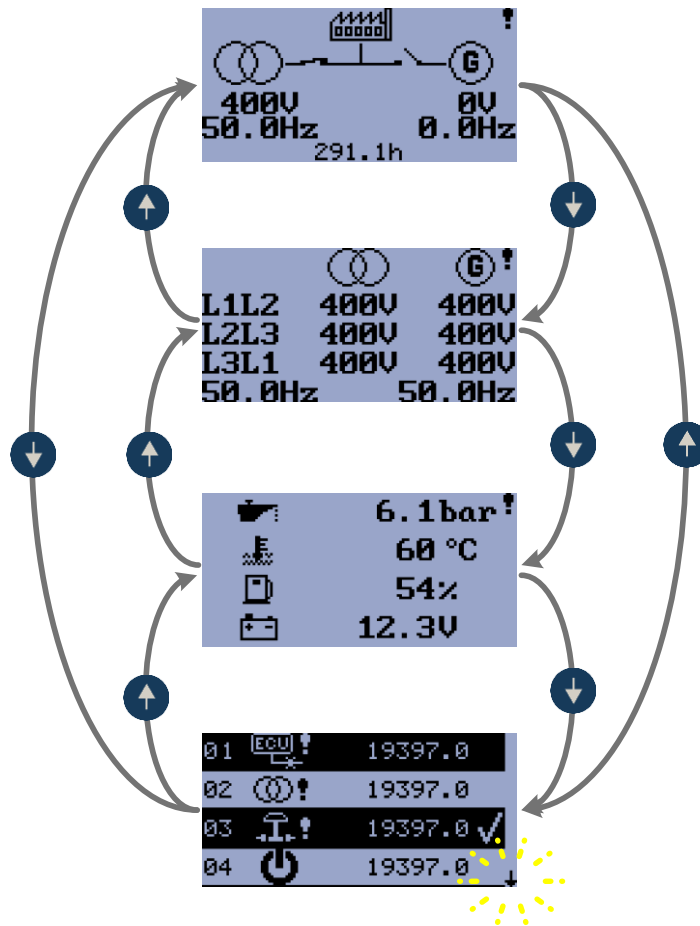 G
400V 0V
50.0Hz 0.0Hz
291.1h
G
L1L2 400V 400V
L2L3 400V 400V
L3L1 400V 400V
50.0Hz 50.0Hz
6.1bar
60 °C
54%
12.3V
01 ECU 19397.0
02 19397.0
03 19397.0
04 19397.0